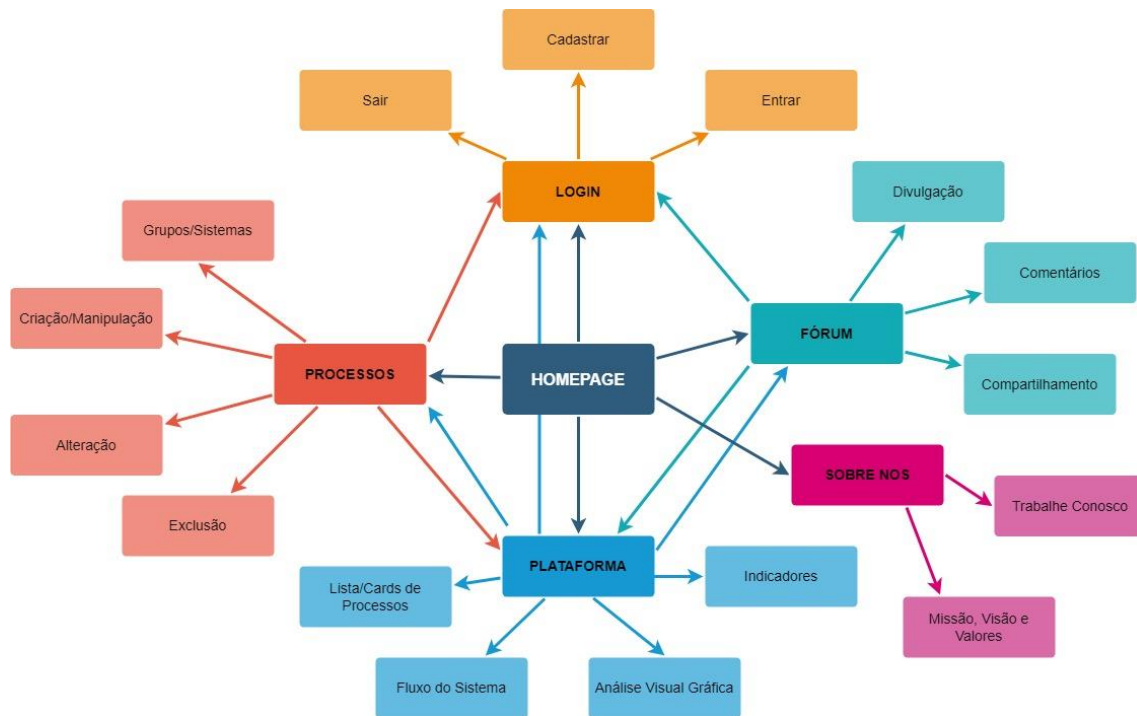 Cadastrar
Sair
Entrar
LOGIN
Divulgação
Grupos/Sistemas
Comentários
Criação/Manipulação
FÓRUM
PROCESSOS
HOMEPAGE
Compartilhamento
Alteração
SOBRE NOS
Trabalhe Conosco
Exclusão
PLATAFORMA
Indicadores
Lista/Cards de
Processos
Missão, Visão e
Valores
Fluxo do Sistema
Análise Visual Gráfica